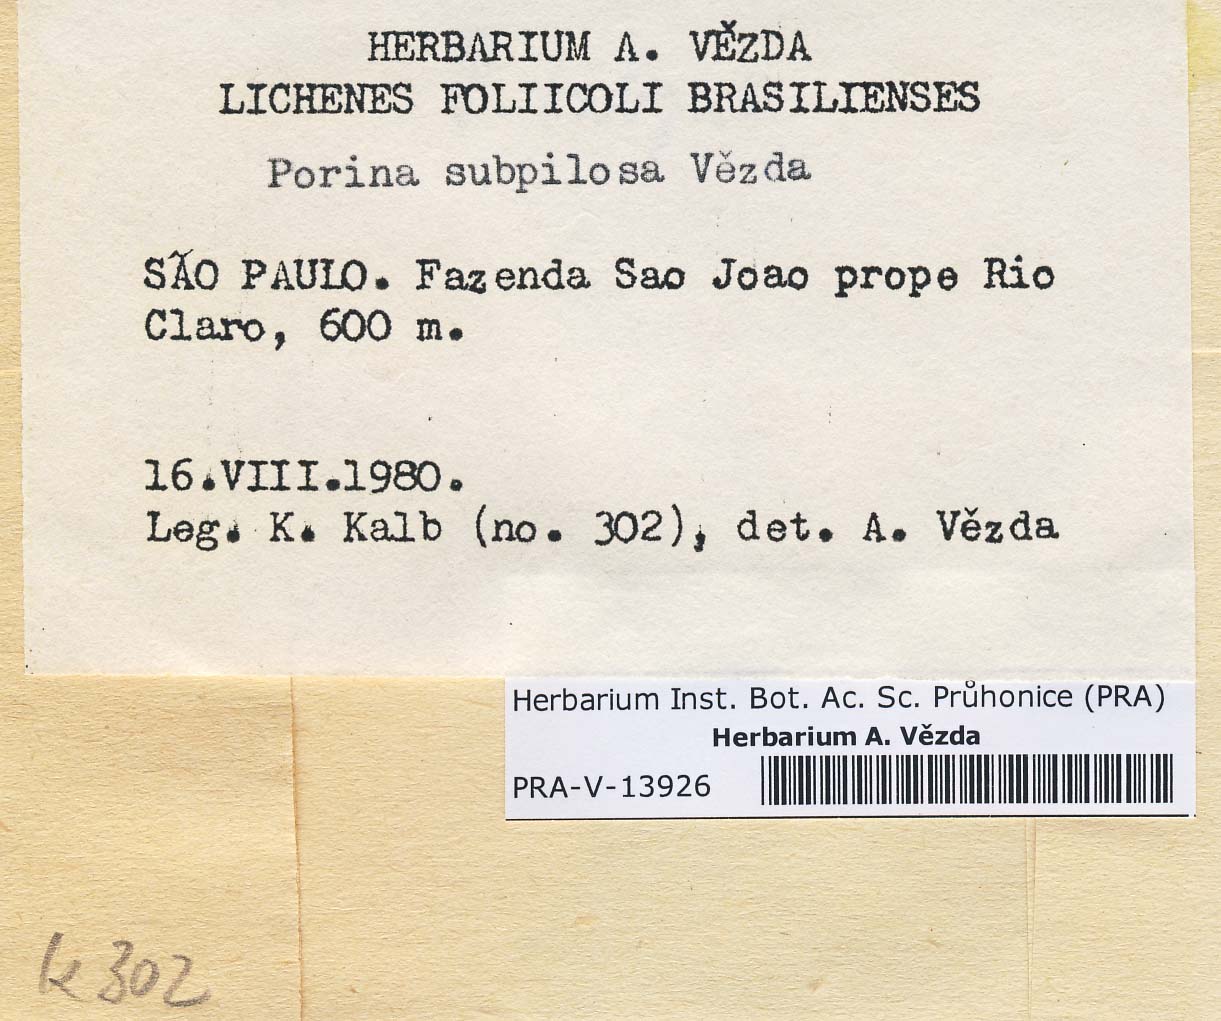 HERBARIUM A. VĚZDA
LICHENES FOLIICOLI BRASILIENSES
Porina subpilosa Vězda
SÃO PAULO. Fazenda Sao Joao prope Rio
Claro, 600 m.
16.VIII.1980.
Leg. K. Kalb (no. 302), det. A. Vězda
Herbarium Inst. Bot. Ac. Sc. Průhonice (PRA)
Herbarium A. Vězda
PRA-V-13926
k 302